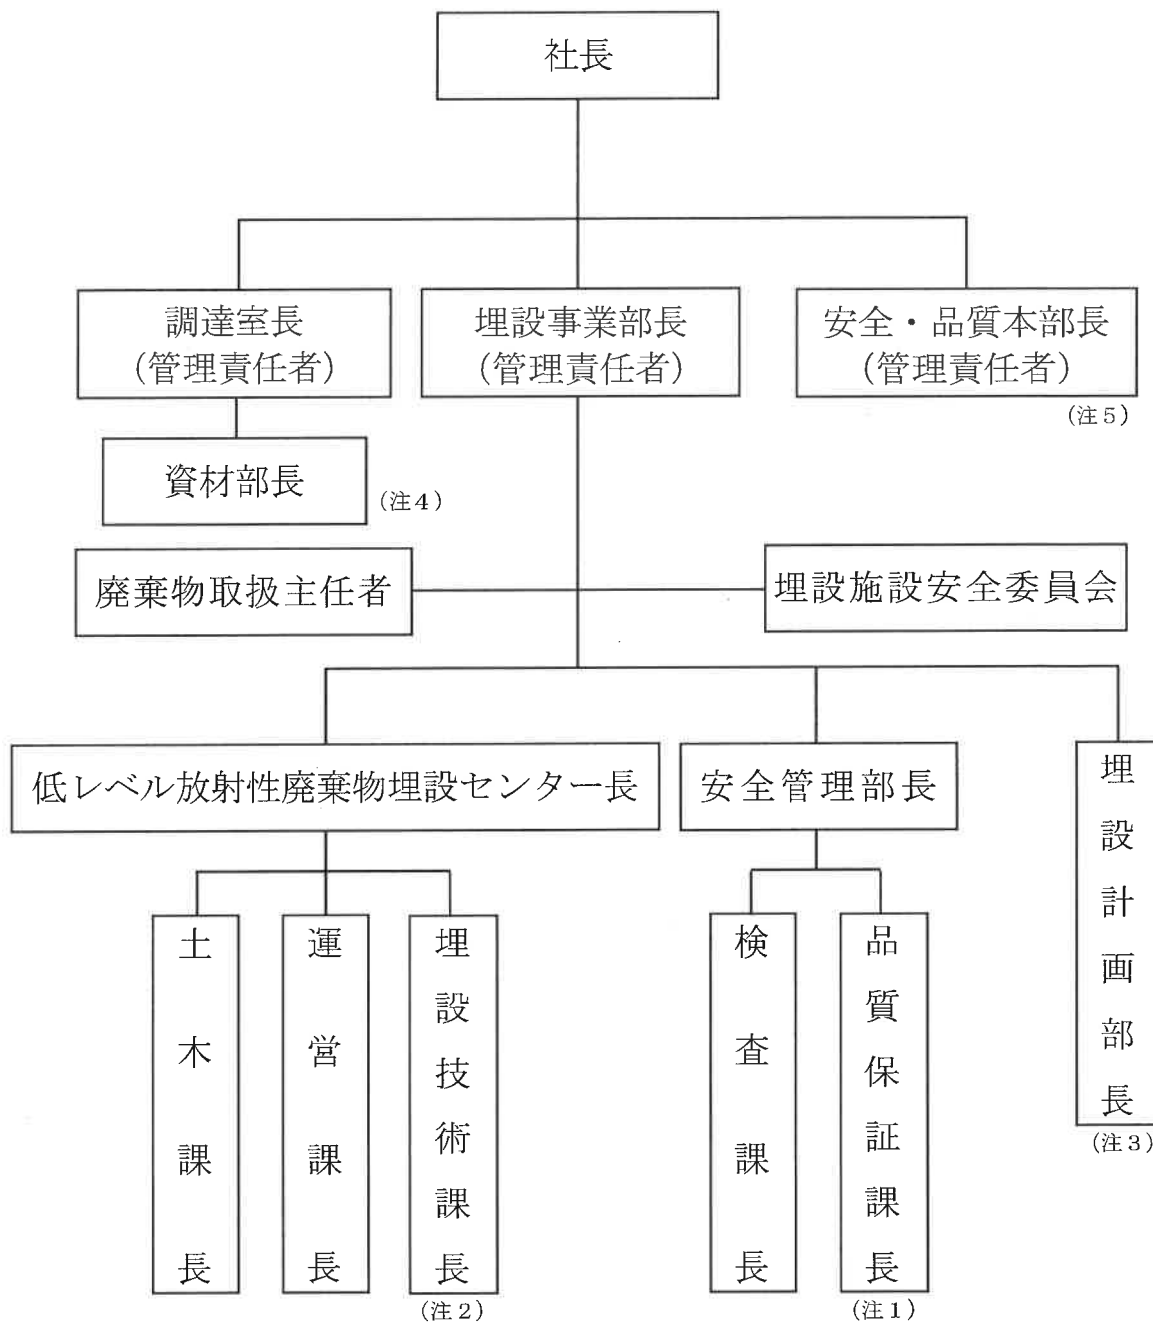 社長
調達室長
(管理責任者)
埋設事業部長
(管理責任者)
安全・品質本部長
(管理責任者)
(注5)
資材部長
(注4)
廃棄物取扱主任者
埋設施設安全委員会
低レベル放射性廃棄物埋設センター長
安全管理部長
埋設計画部長
(注3)
土木課長
運営課長
埋設技術課長
(注2)
検査課長
品質保証課長
(注1)